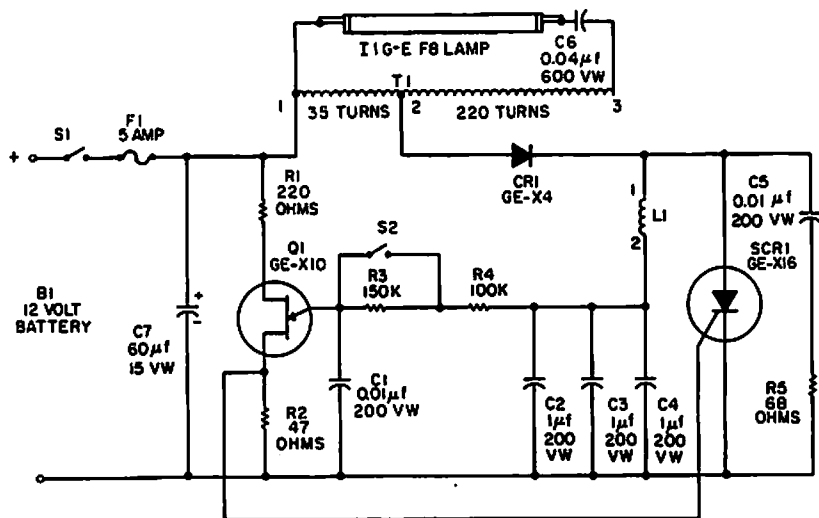 I I G-E F8 LAMP
C6
0.04µf
600 VW
T1
1
35 TURNS
2
220 TURNS
3
S1
F1
5 AMP
+
R1
220
OHMS
CR1
GE-X4
1
L1
2
C5
0.01 µf
200 VW
Q1
GE-X10
S2
R3
150K
R4
100K
SCR1
GE-X16
B1
12 VOLT
BATTERY
+
-
C7
60µf
15 VW
C1
0.01µf
200 VW
R2
47
OHMS
C2
1µf
200
VW
C3
1µf
200
VW
C4
1µf
200
VW
R5
68
OHMS